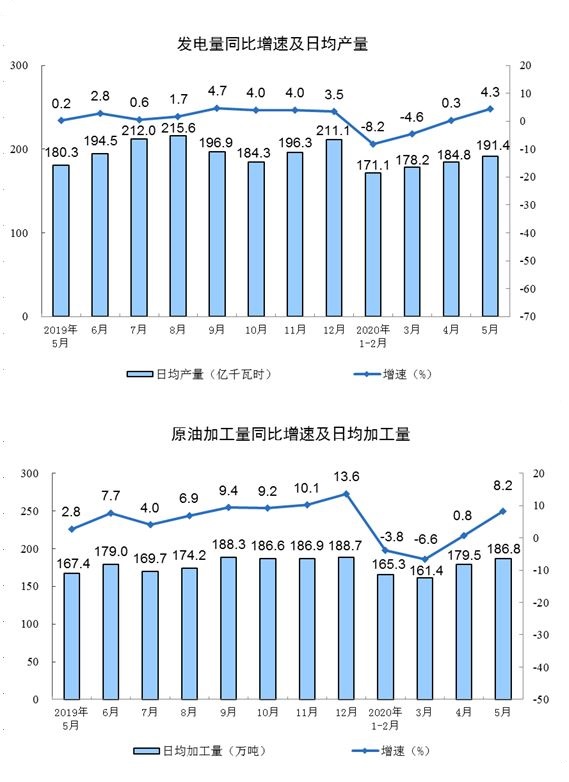 发电量同比增速及日均产量
300 20
0.2 2.8 0.6 1.7 4.7 4.0 4.0 3.5 -8.2 -4.6 0.3 4.3
10
0
200 180.3 194.5 212.0 215.6 196.9 184.3 196.3 211.1 171.1 178.2 184.8 191.4 -10
-20
-30
100 -40
-50
-60
0 -70
2019年 6月 7月 8月 9月 10月 11月 12月 2020年 3月 4月 5月
5月 1-2月
日均产量（亿千瓦时） 增速（%）
原油加工量同比增速及日均加工量
300 20
2.8 7.7 4.0 6.9 9.4 9.2 10.1 13.6 -3.8 -6.6 0.8 8.2
250 10
0
200 167.4 179.0 169.7 174.2 188.3 186.6 186.9 188.7 165.3 161.4 179.5 186.8
150 -10
100 -20
-30
50 -40
0 -50
2019年 6月 7月 8月 9月 10月 11月 12月 2020年 3月 4月 5月
5月 1-2月
日均加工量（万吨） 增速（%）